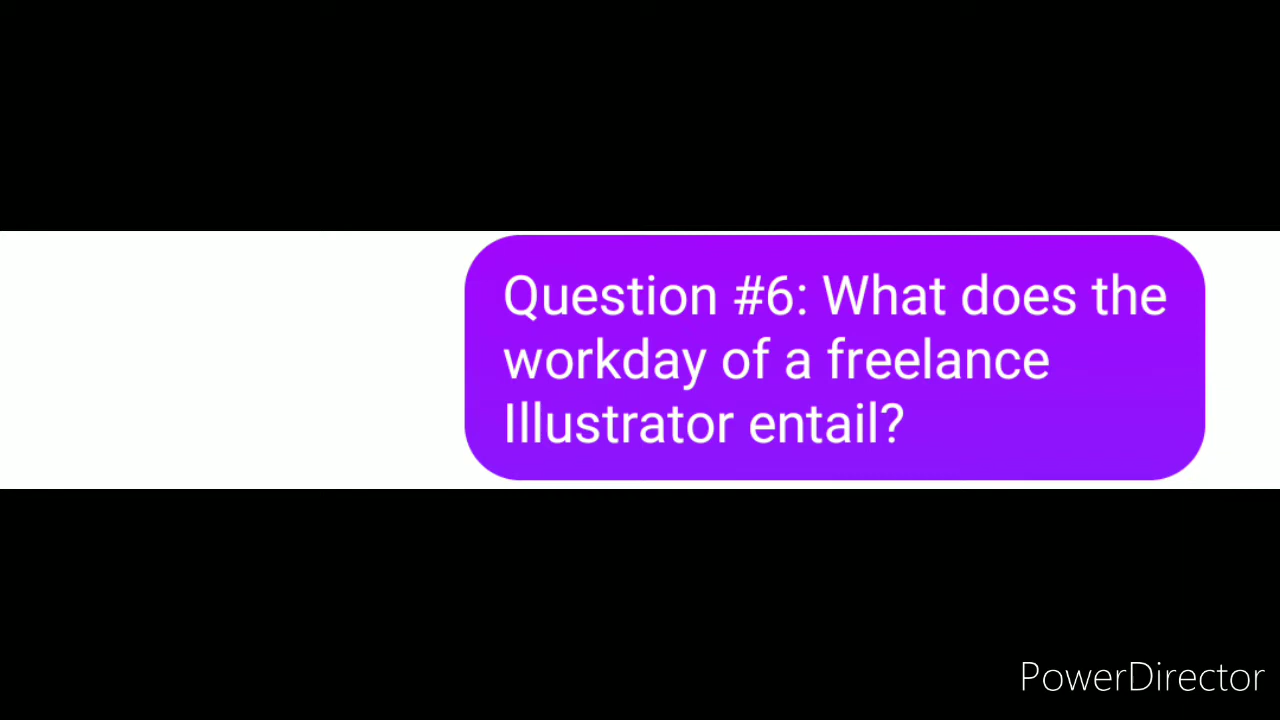 Question #6: What does the
workday of a freelance
Illustrator entail?
PowerDirector